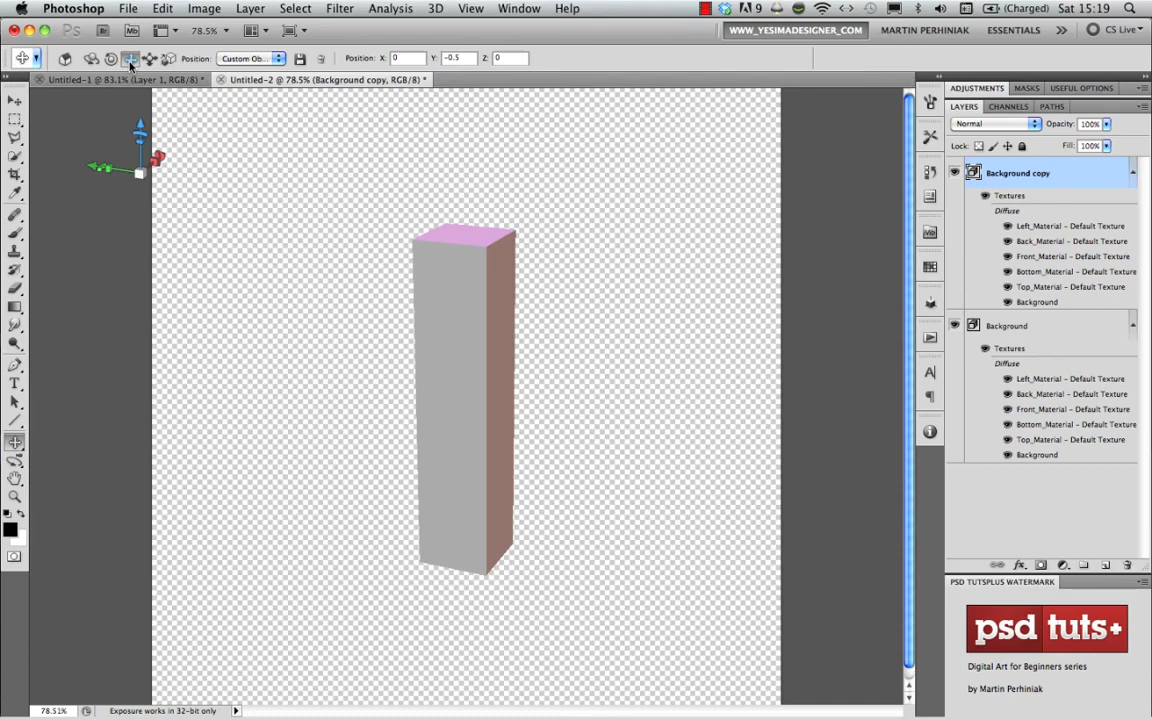 Photoshop File Edit Image Layer Select Filter Analysis 3D View Window Help 9 (Charged) Sat 15:19
Br Mb 78.5% WWW.YESIMADESIGNER.COM MARTIN PERHINIAK ESSENTIALS CS Live
Position: Custom Ob... Position: X: 0 Y: -0.5 Z: 0
Untitled-1 @ 83.1% (Layer 1, RGB/8) * Untitled-2 @ 78.5% (Background copy, RGB/8) *
ADJUSTMENTS MASKS USEFUL OPTIONS
LAYERS CHANNELS PATHS
Normal Opacity: 100%
Lock: Fill: 100%
Background copy
Textures
Diffuse
Left_Material - Default Texture
Back_Material - Default Texture
Front_Material - Default Texture
Bottom_Material - Default Texture
Top_Material - Default Texture
Background
Background
Textures
Diffuse
Left_Material - Default Texture
Back_Material - Default Texture
Front_Material - Default Texture
Bottom_Material - Default Texture
Top_Material - Default Texture
Background
PSD TUTSPLUS WATERMARK
psd tuts+
Digital Art for Beginners series
by Martin Perhiniak
78.51% Exposure works in 32-bit only